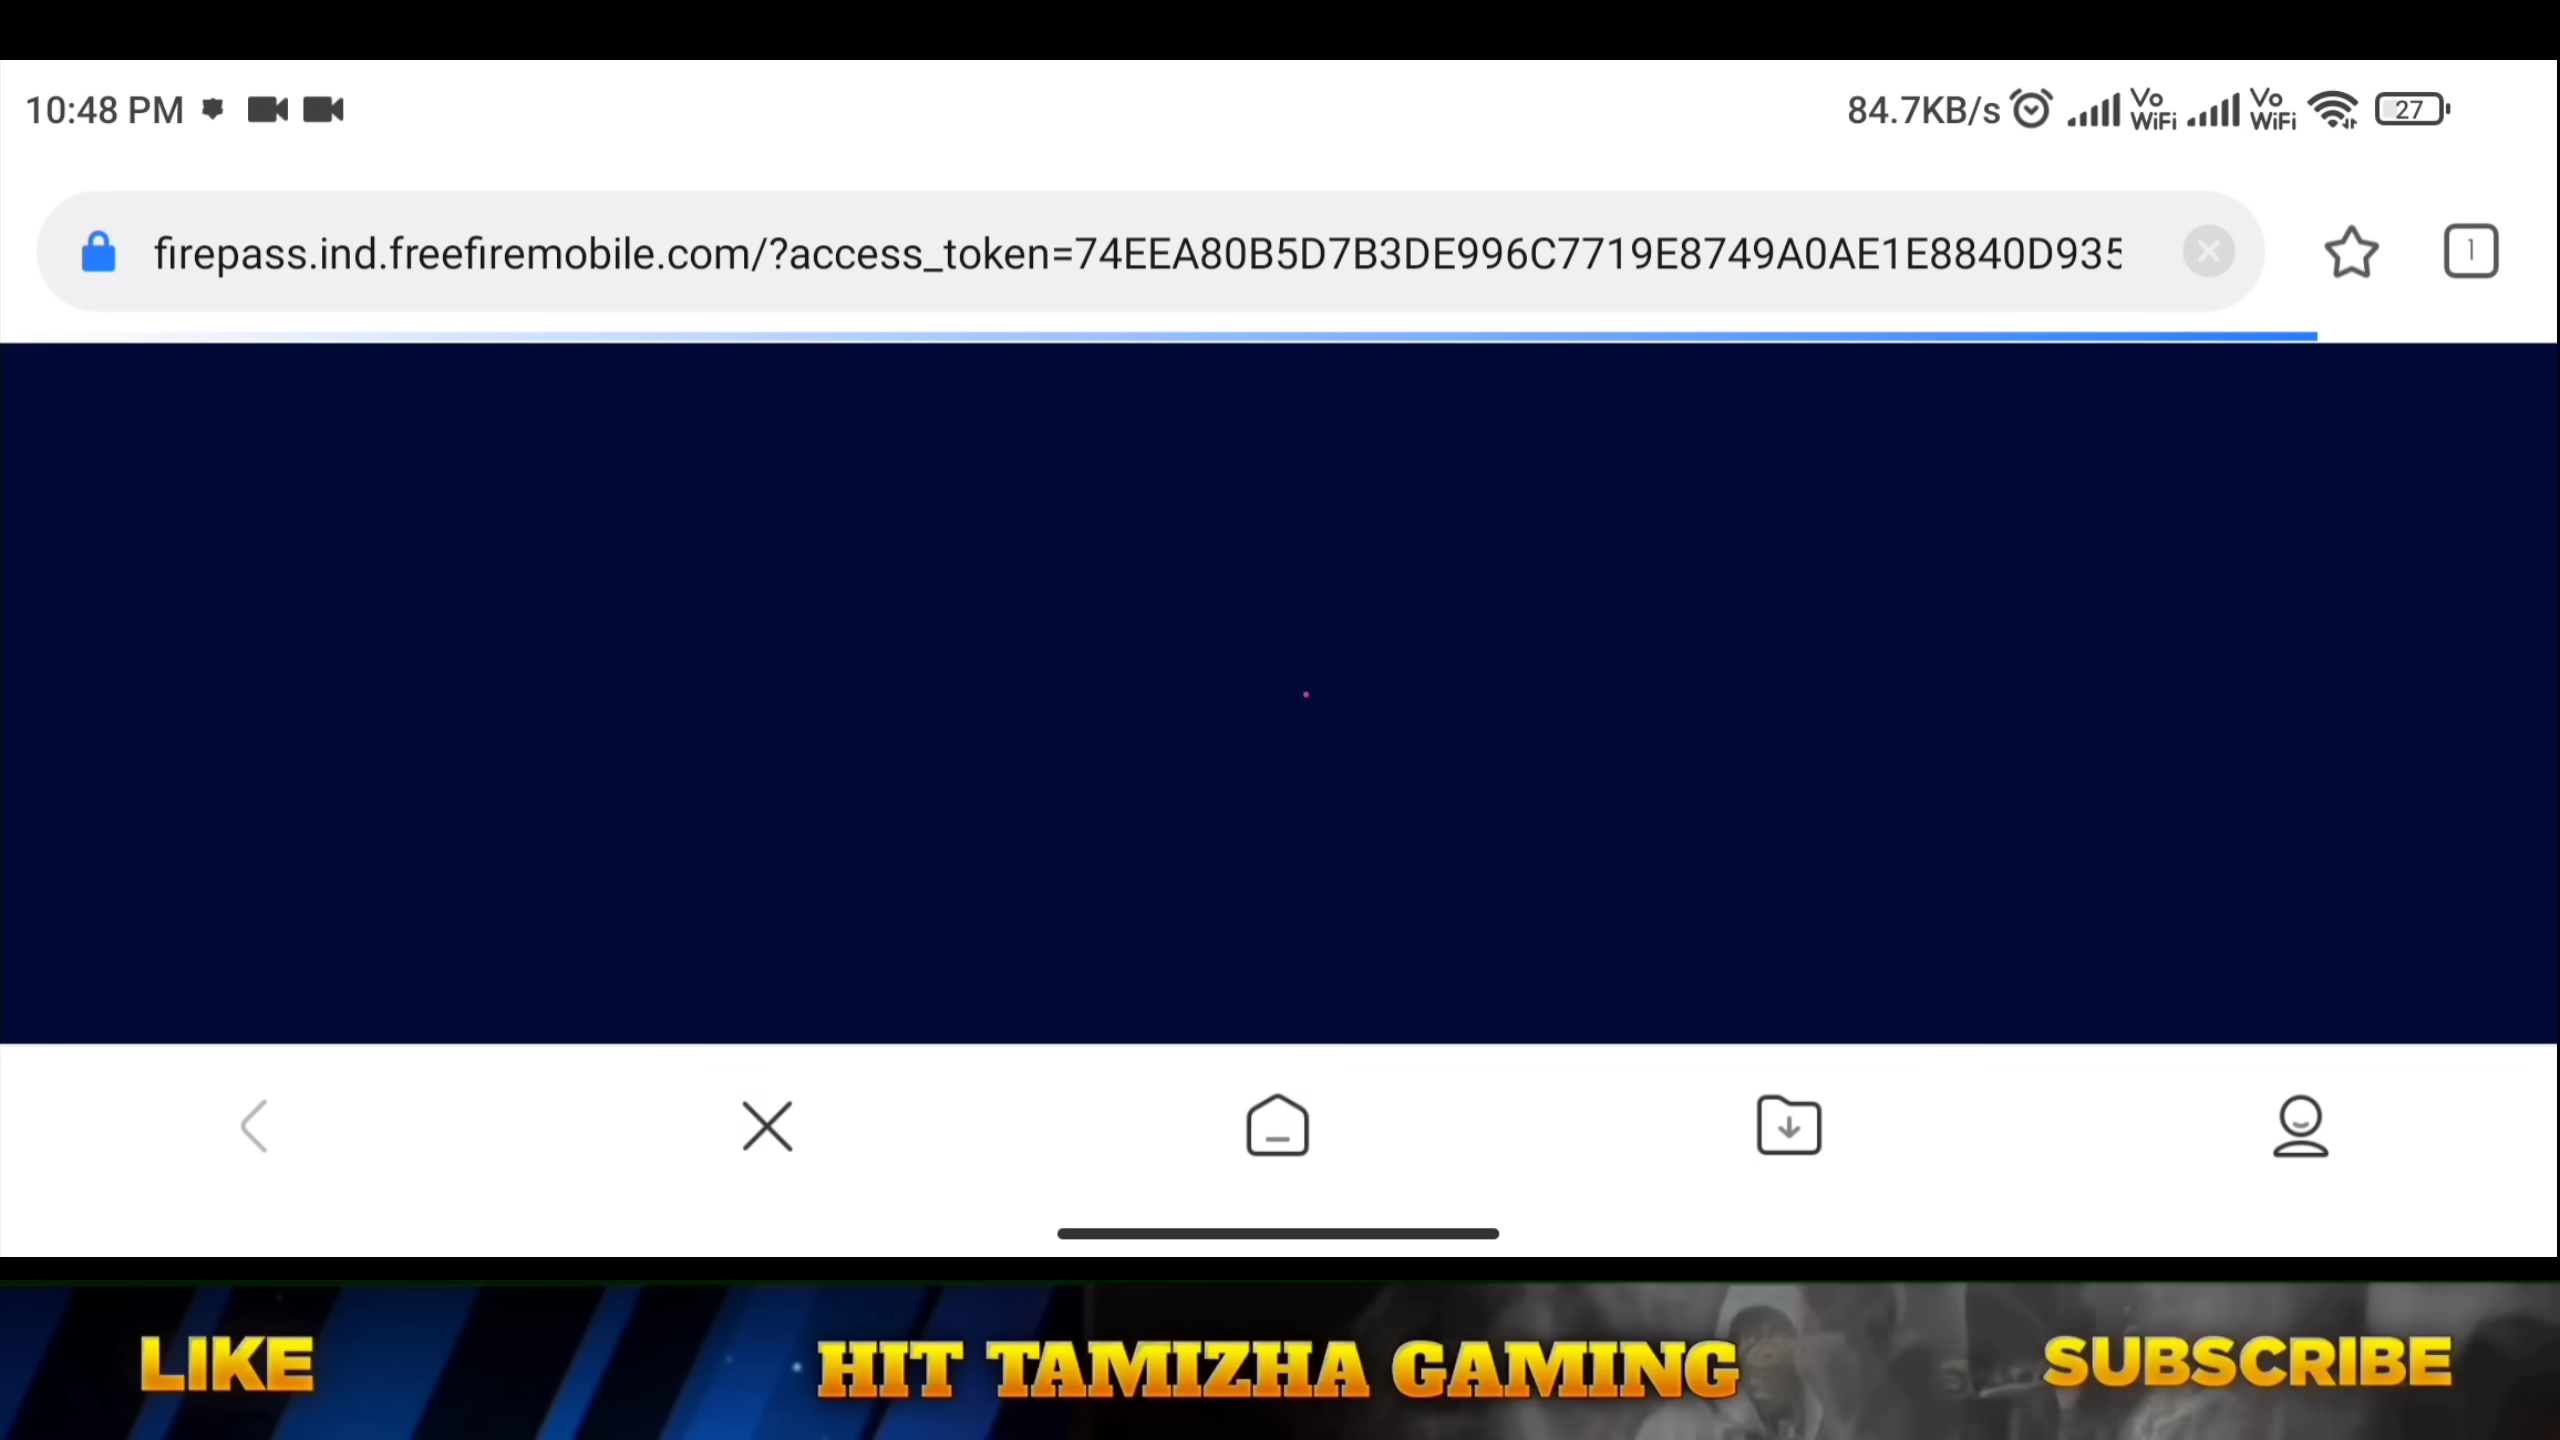 10:48 PM
84.7KB/s Vo WiFi Vo WiFi 27
firepass.ind.freefiremobile.com/?access_token=74EEA80B5D7B3DE996C7719E8749A0AE1E8840D935
1
LIKE
HIT TAMIZHA GAMING
SUBSCRIBE